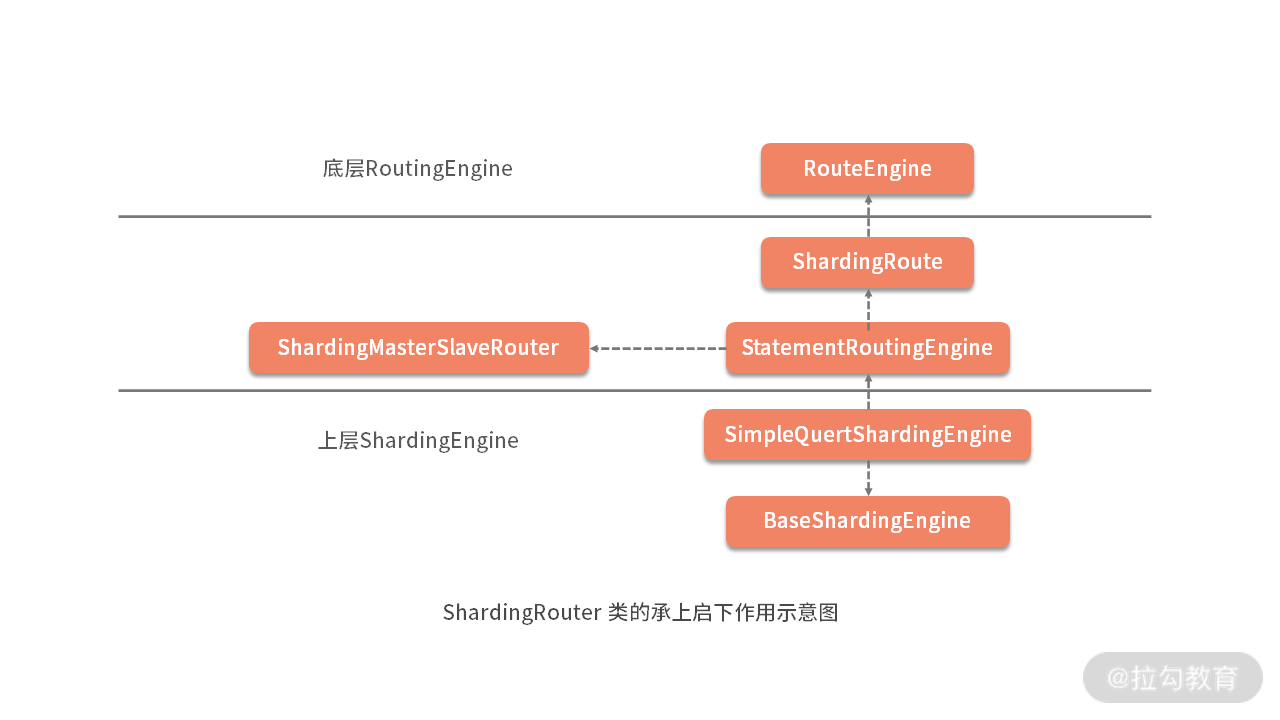 底层RoutingEngine
RouteEngine
ShardingRoute
ShardingMasterSlaveRouter
StatementRoutingEngine
上层ShardingEngine
SimpleQuertShardingEngine
BaseShardingEngine
ShardingRouter 类的承上启下作用示意图
@拉勾教育